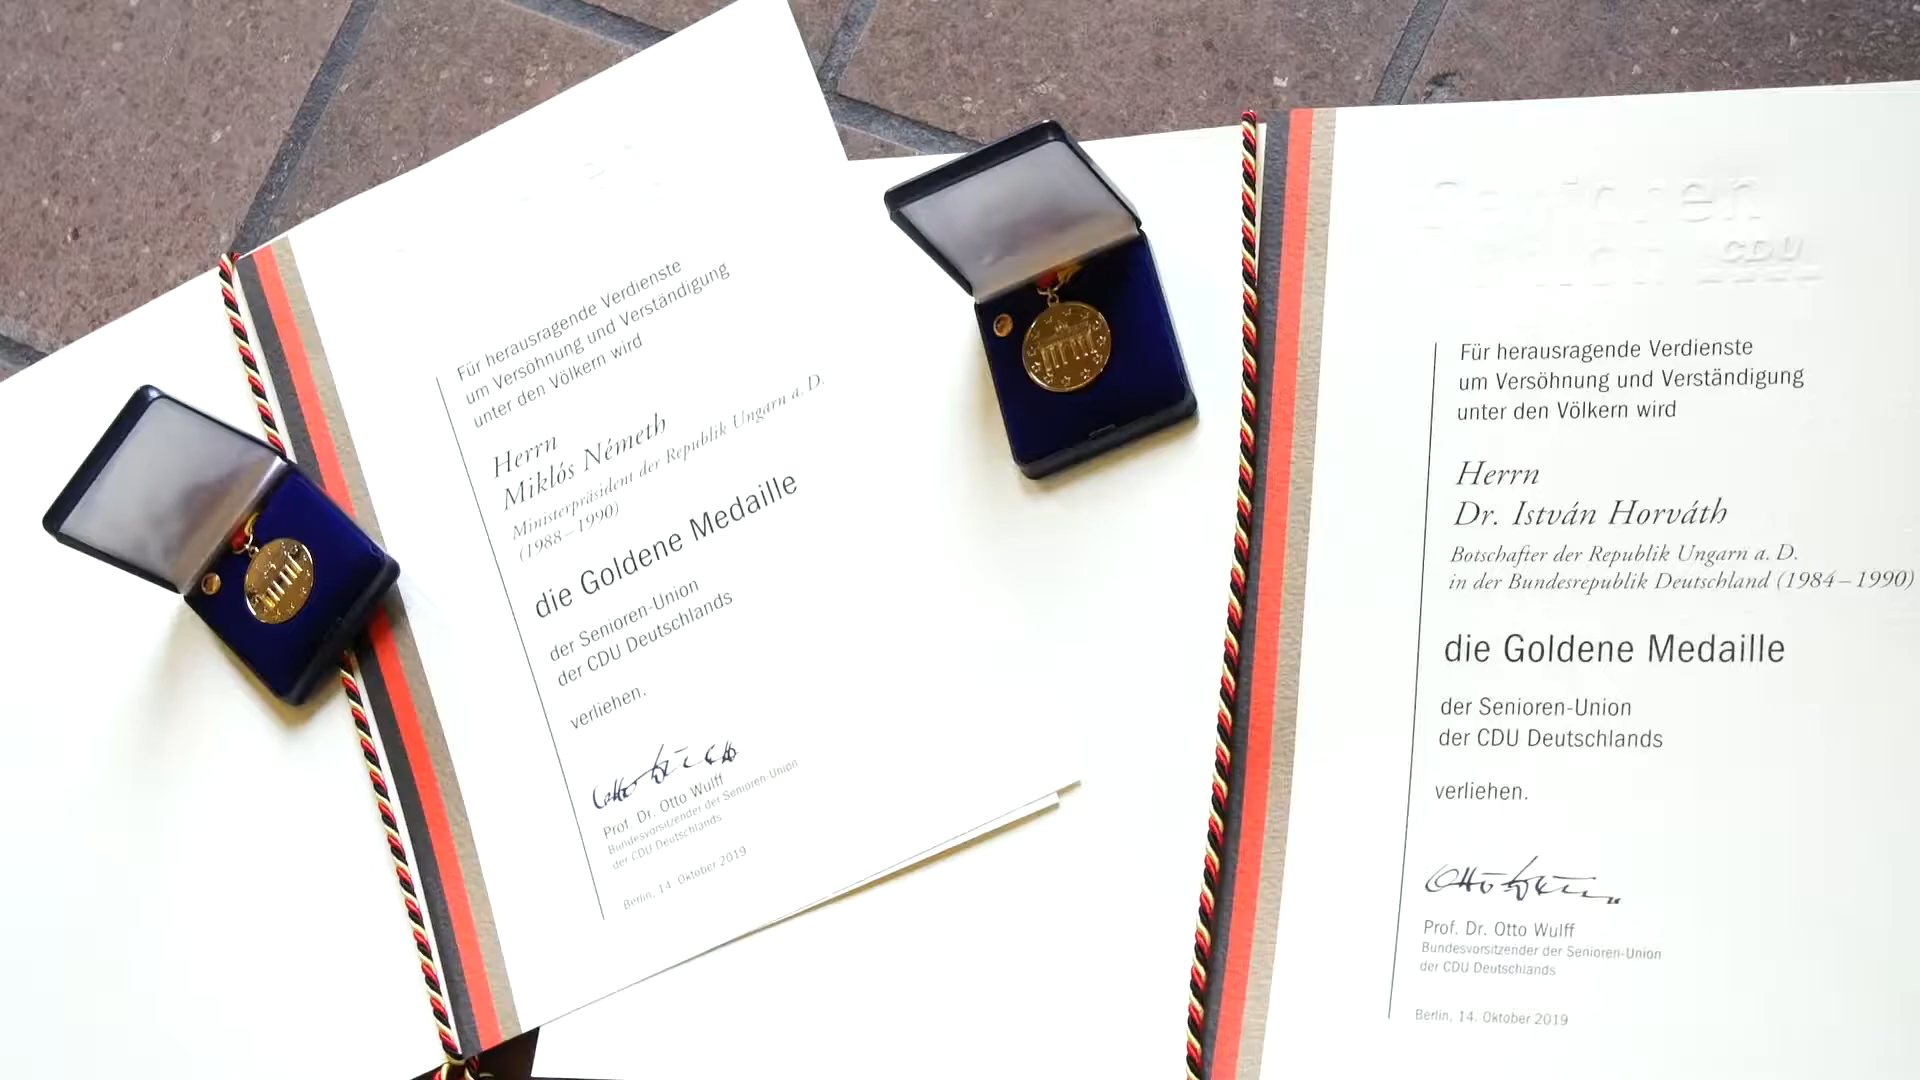 Für herausragende Verdienste
um Versöhnung und Verständigung
unter den Völkern wird
Herrn
Miklós Németh
Ministerpräsident der Republik Ungarn a. D.
(1988–1990)
die Goldene Medaille
der Senioren-Union
der CDU Deutschlands
verliehen.
Prof. Dr. Otto Wulff
Bundesvorsitzender der Senioren-Union
der CDU Deutschlands
Berlin, 14. Oktober 2019
Senioren
Union CDU
Für herausragende Verdienste
um Versöhnung und Verständigung
unter den Völkern wird
Herrn
Dr. István Horváth
Botschafter der Republik Ungarn a. D.
in der Bundesrepublik Deutschland (1984–1990)
die Goldene Medaille
der Senioren-Union
der CDU Deutschlands
verliehen.
Otto Wulff
Prof. Dr. Otto Wulff
Bundesvorsitzender der Senioren-Union
der CDU Deutschlands
Berlin, 14. Oktober 2019